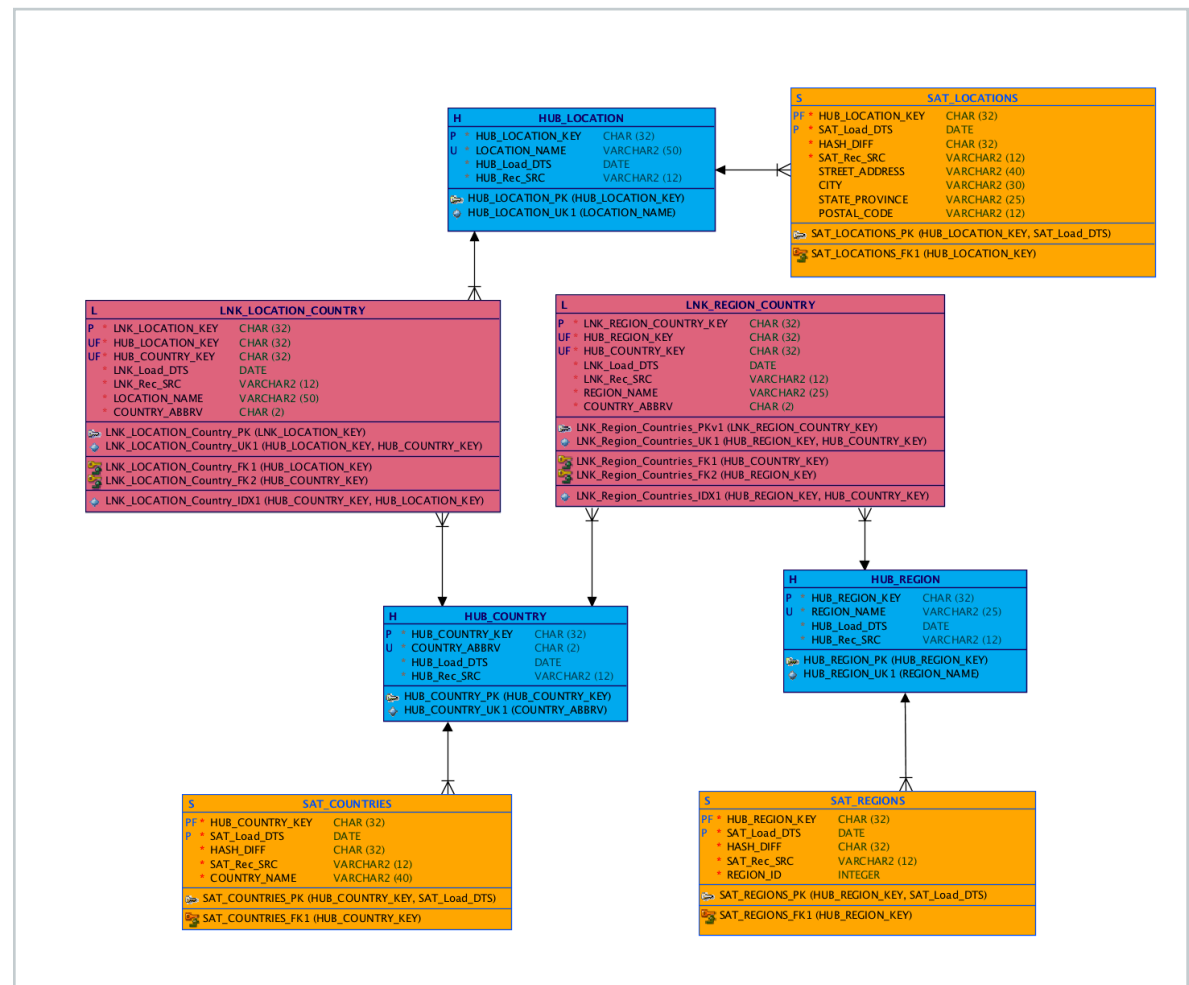 H HUB_LOCATION
P * HUB_LOCATION_KEY CHAR (32)
U * LOCATION_NAME VARCHAR2 (50)
* HUB_Load_DTS DATE
* HUB_Rec_SRC VARCHAR2 (12)
HUB_LOCATION_PK (HUB_LOCATION_KEY)
HUB_LOCATION_UK1 (LOCATION_NAME)
S SAT_LOCATIONS
PF * HUB_LOCATION_KEY CHAR (32)
P * SAT_Load_DTS DATE
* HASH_DIFF CHAR (32)
* SAT_Rec_SRC VARCHAR2 (12)
STREET_ADDRESS VARCHAR2 (40)
CITY VARCHAR2 (30)
STATE_PROVINCE VARCHAR2 (25)
POSTAL_CODE VARCHAR2 (12)
SAT_LOCATIONS_PK (HUB_LOCATION_KEY, SAT_Load_DTS)
SAT_LOCATIONS_FK1 (HUB_LOCATION_KEY)
L LNK_LOCATION_COUNTRY
P * LNK_LOCATION_KEY CHAR (32)
UF * HUB_LOCATION_KEY CHAR (32)
UF * HUB_COUNTRY_KEY CHAR (32)
* LNK_Load_DTS DATE
* LNK_Rec_SRC VARCHAR2 (12)
* LOCATION_NAME VARCHAR2 (50)
* COUNTRY_ABBRV CHAR (2)
LNK_LOCATION_Country_PK (LNK_LOCATION_KEY)
LNK_LOCATION_Country_UK1 (HUB_LOCATION_KEY, HUB_COUNTRY_KEY)
LNK_LOCATION_Country_FK1 (HUB_LOCATION_KEY)
LNK_LOCATION_Country_FK2 (HUB_COUNTRY_KEY)
LNK_LOCATION_Country_IDX1 (HUB_COUNTRY_KEY, HUB_LOCATION_KEY)
L LNK_REGION_COUNTRY
P * LNK_REGION_COUNTRY_KEY CHAR (32)
UF * HUB_REGION_KEY CHAR (32)
UF * HUB_COUNTRY_KEY CHAR (32)
* LNK_Load_DTS DATE
* LNK_Rec_SRC VARCHAR2 (12)
* REGION_NAME VARCHAR2 (25)
* COUNTRY_ABBRV CHAR (2)
LNK_Region_Countries_PKv1 (LNK_REGION_COUNTRY_KEY)
LNK_Region_Countries_UK1 (HUB_REGION_KEY, HUB_COUNTRY_KEY)
LNK_Region_Countries_FK1 (HUB_COUNTRY_KEY)
LNK_Region_Countries_FK2 (HUB_REGION_KEY)
LNK_Region_Countries_IDX1 (HUB_REGION_KEY, HUB_COUNTRY_KEY)
H HUB_COUNTRY
P * HUB_COUNTRY_KEY CHAR (32)
U * COUNTRY_ABBRV CHAR (2)
* HUB_Load_DTS DATE
* HUB_Rec_SRC VARCHAR2 (12)
HUB_COUNTRY_PK (HUB_COUNTRY_KEY)
HUB_COUNTRY_UK1 (COUNTRY_ABBRV)
H HUB_REGION
P * HUB_REGION_KEY CHAR (32)
U * REGION_NAME VARCHAR2 (25)
* HUB_Load_DTS DATE
* HUB_Rec_SRC VARCHAR2 (12)
HUB_REGION_PK (HUB_REGION_KEY)
HUB_REGION_UK1 (REGION_NAME)
S SAT_COUNTRIES
PF * HUB_COUNTRY_KEY CHAR (32)
P * SAT_Load_DTS DATE
* HASH_DIFF CHAR (32)
* SAT_Rec_SRC VARCHAR2 (12)
* COUNTRY_NAME VARCHAR2 (40)
SAT_COUNTRIES_PK (HUB_COUNTRY_KEY, SAT_Load_DTS)
SAT_COUNTRIES_FK1 (HUB_COUNTRY_KEY)
S SAT_REGIONS
PF * HUB_REGION_KEY CHAR (32)
P * SAT_Load_DTS DATE
* HASH_DIFF CHAR (32)
* SAT_Rec_SRC VARCHAR2 (12)
* REGION_ID INTEGER
SAT_REGIONS_PK (HUB_REGION_KEY, SAT_Load_DTS)
SAT_REGIONS_FK1 (HUB_REGION_KEY)